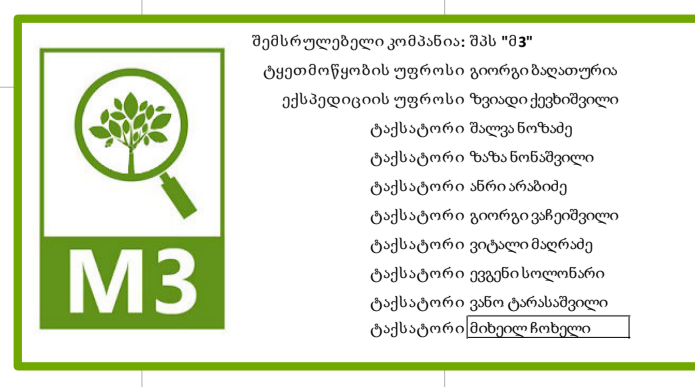 შემსრულებელი კომპანია: შპს "მ3"
ტყეთმოწყობის უფროსი გიორგი ბაღათურია
ექსპედიციის უფროსი ზვიადი ქევხიშვილი
ტაქსატორი შალვა ნოზაძე
ტაქსატორი ზაზა ნონაშვილი
ტაქსატორი ანრი არაბიძე
ტაქსატორი გიორგი ვაჩეიშვილი
ტაქსატორი ვიტალი მაღრაძე
ტაქსატორი ევგენი სოლონარი
ტაქსატორი ვანო ტარასაშვილი
ტაქსატორი მიხეილ ჩოხელი
M3